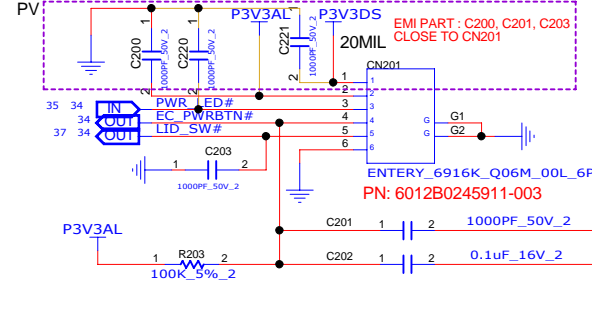 PV
P3V3AL P3V3DS
EMI PART : C200, C201, C203
CLOSE TO CN201
20MIL
1 1 1
C200
1000PF_50V_2
C220
1000PF_50V_2
C221
1000PF_50V_2
2 2 2
CN201
1 1
2 2
35 34 IN PWR_LED# 3 3
34 OUT EC_PWRBTN# 4 4
37 34 OUT LID_SW# 5 5
6 6
G G1
G G2
C203
1 2
1000PF_50V_2
ENTERY_6916K_Q06M_00L_6P
PN: 6012B0245911-003
P3V3AL
C201 1 2 1000PF_50V_2
C202 1 2 0.1uF_16V_2
1 R203 2
100K_5%_2